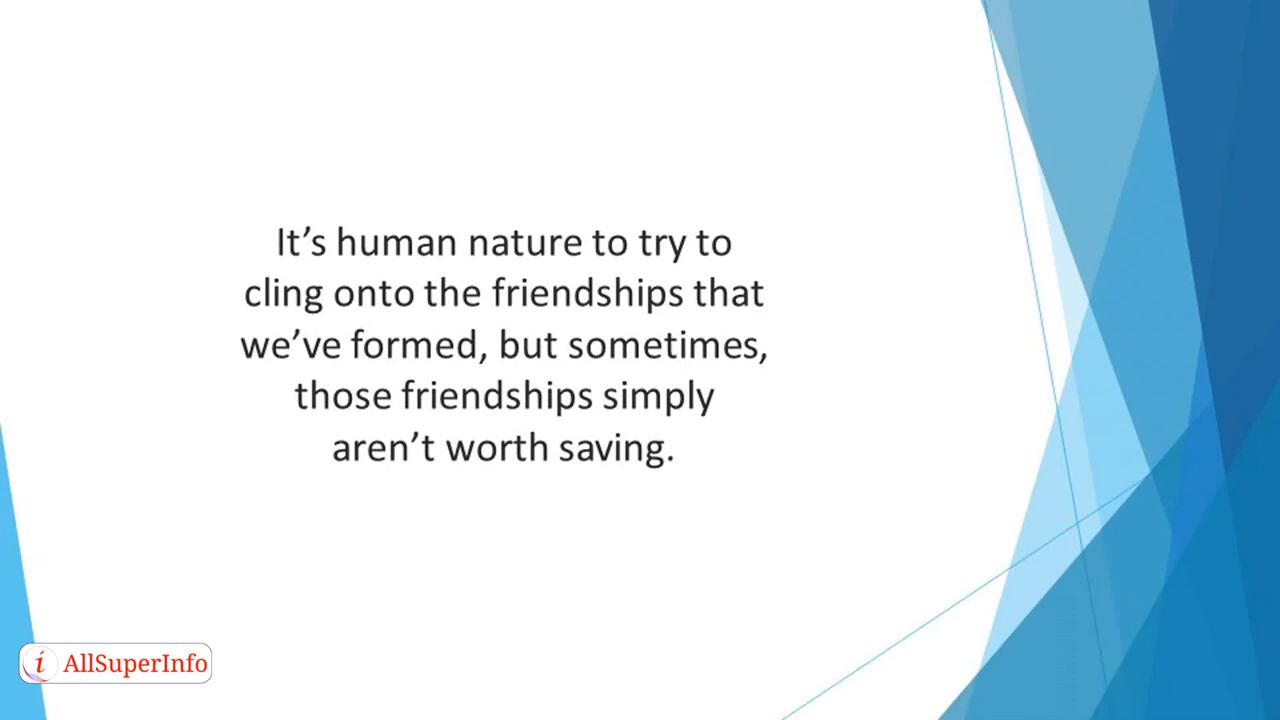 It’s human nature to try to
cling onto the friendships that
we’ve formed, but sometimes,
those friendships simply
aren’t worth saving.
i AllSuperInfo